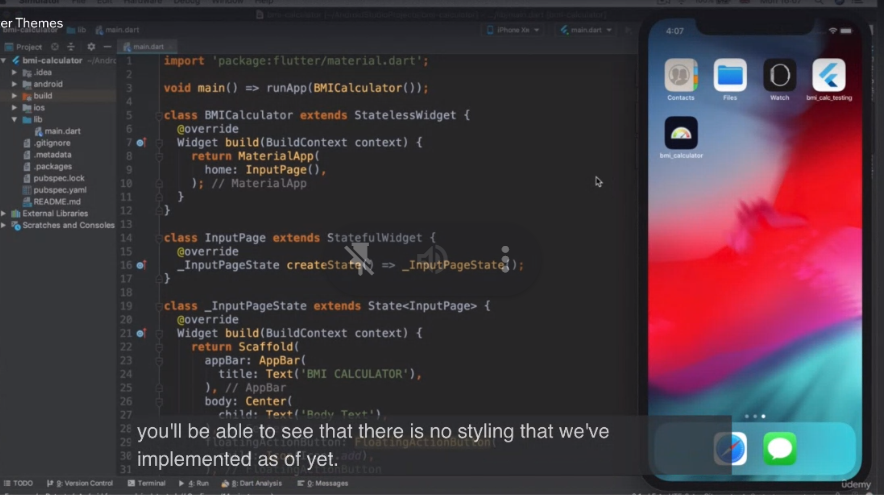 er Themes
bmi-calculator
lib
main.dart
iPhone Xʀ
main.dart
Project
main.dart
bmi-calculator
.idea
android
build
ios
lib
main.dart
.gitignore
.metadata
.packages
pubspec.lock
pubspec.yaml
README.md
External Libraries
Scratches and Consoles
1 import 'package:flutter/material.dart';
2
3 void main() => runApp(BMICalculator());
4
5 class BMICalculator extends StatelessWidget {
6 @override
7 Widget build(BuildContext context) {
8 return MaterialApp(
9 home: InputPage(),
10 ); // MaterialApp
11 }
12 }
13
14 class InputPage extends StatefulWidget {
15 @override
16 _InputPageState createState() => _InputPageState();
17 }
18
19 class _InputPageState extends State<InputPage> {
20 @override
21 Widget build(BuildContext context) {
22 return Scaffold(
23 appBar: AppBar(
24 title: Text('BMI CALCULATOR'),
25 ), // AppBar
26 body: Center(
27 child: Text('Body Text'),
floatingActionButton: FloatingActionButton(
30
31 ), // FloatingActionButton
you'll be able to see that there is no styling that we've
implemented as of yet.
4:07
Contacts
Files
Watch
bmi_calc_testing
bmi_calculator
TODO
9: Version Control
Terminal
4: Run
Dart Analysis
0: Messages
udemy